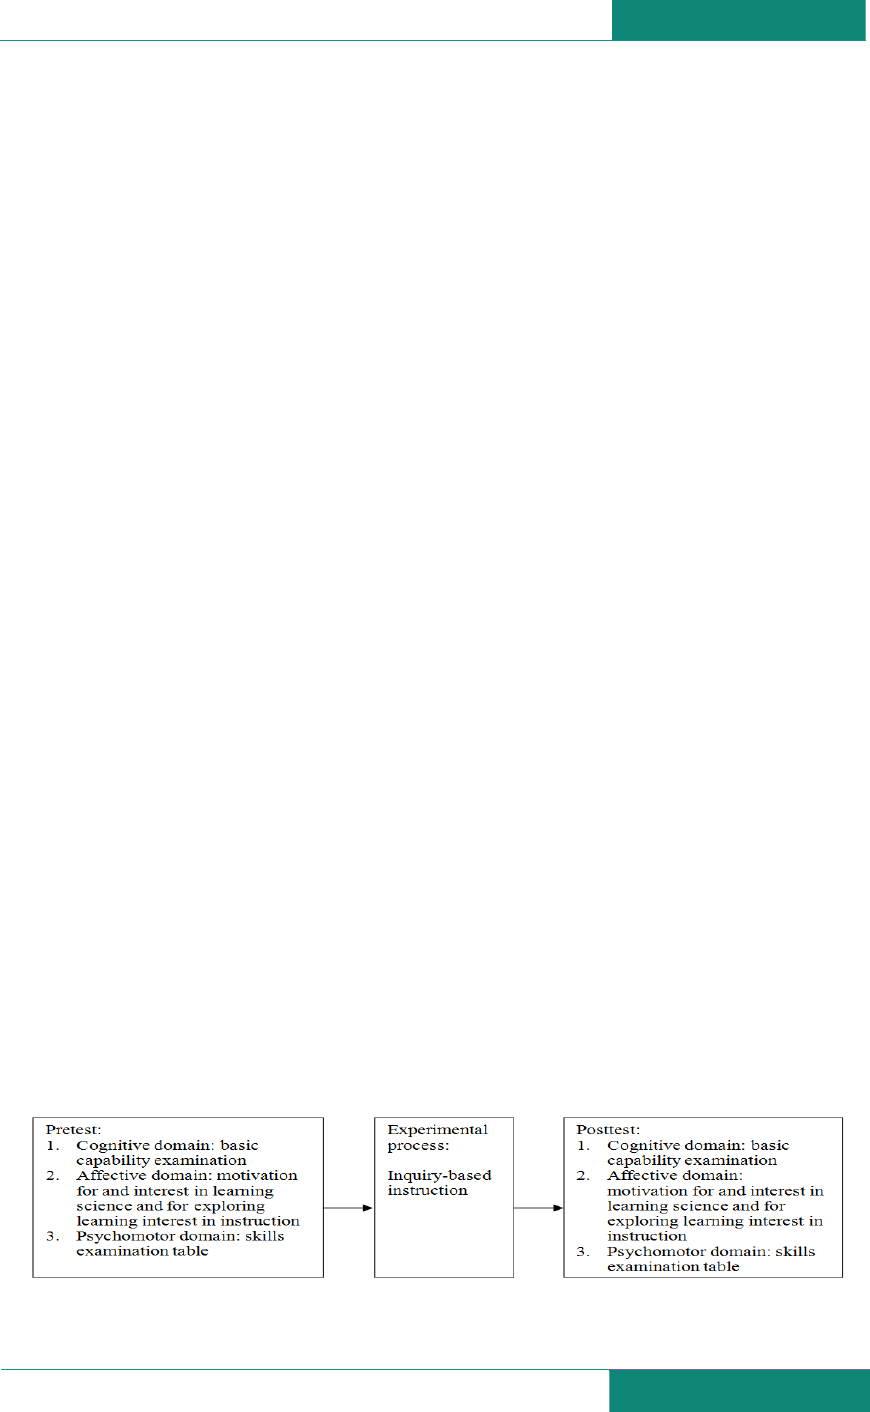 Pretest:
1. Cognitive domain: basic
capability examination
2. Affective domain: motivation
for and interest in learning
science and for exploring
learning interest in instruction
3. Psychomotor domain: skills
examination table
Experimental
process:
Inquiry-based
instruction
Posttest:
1. Cognitive domain: basic
capability examination
2. Affective domain:
motivation for and interest in
learning science and for
exploring learning interest in
instruction
3. Psychomotor domain: skills
examination table